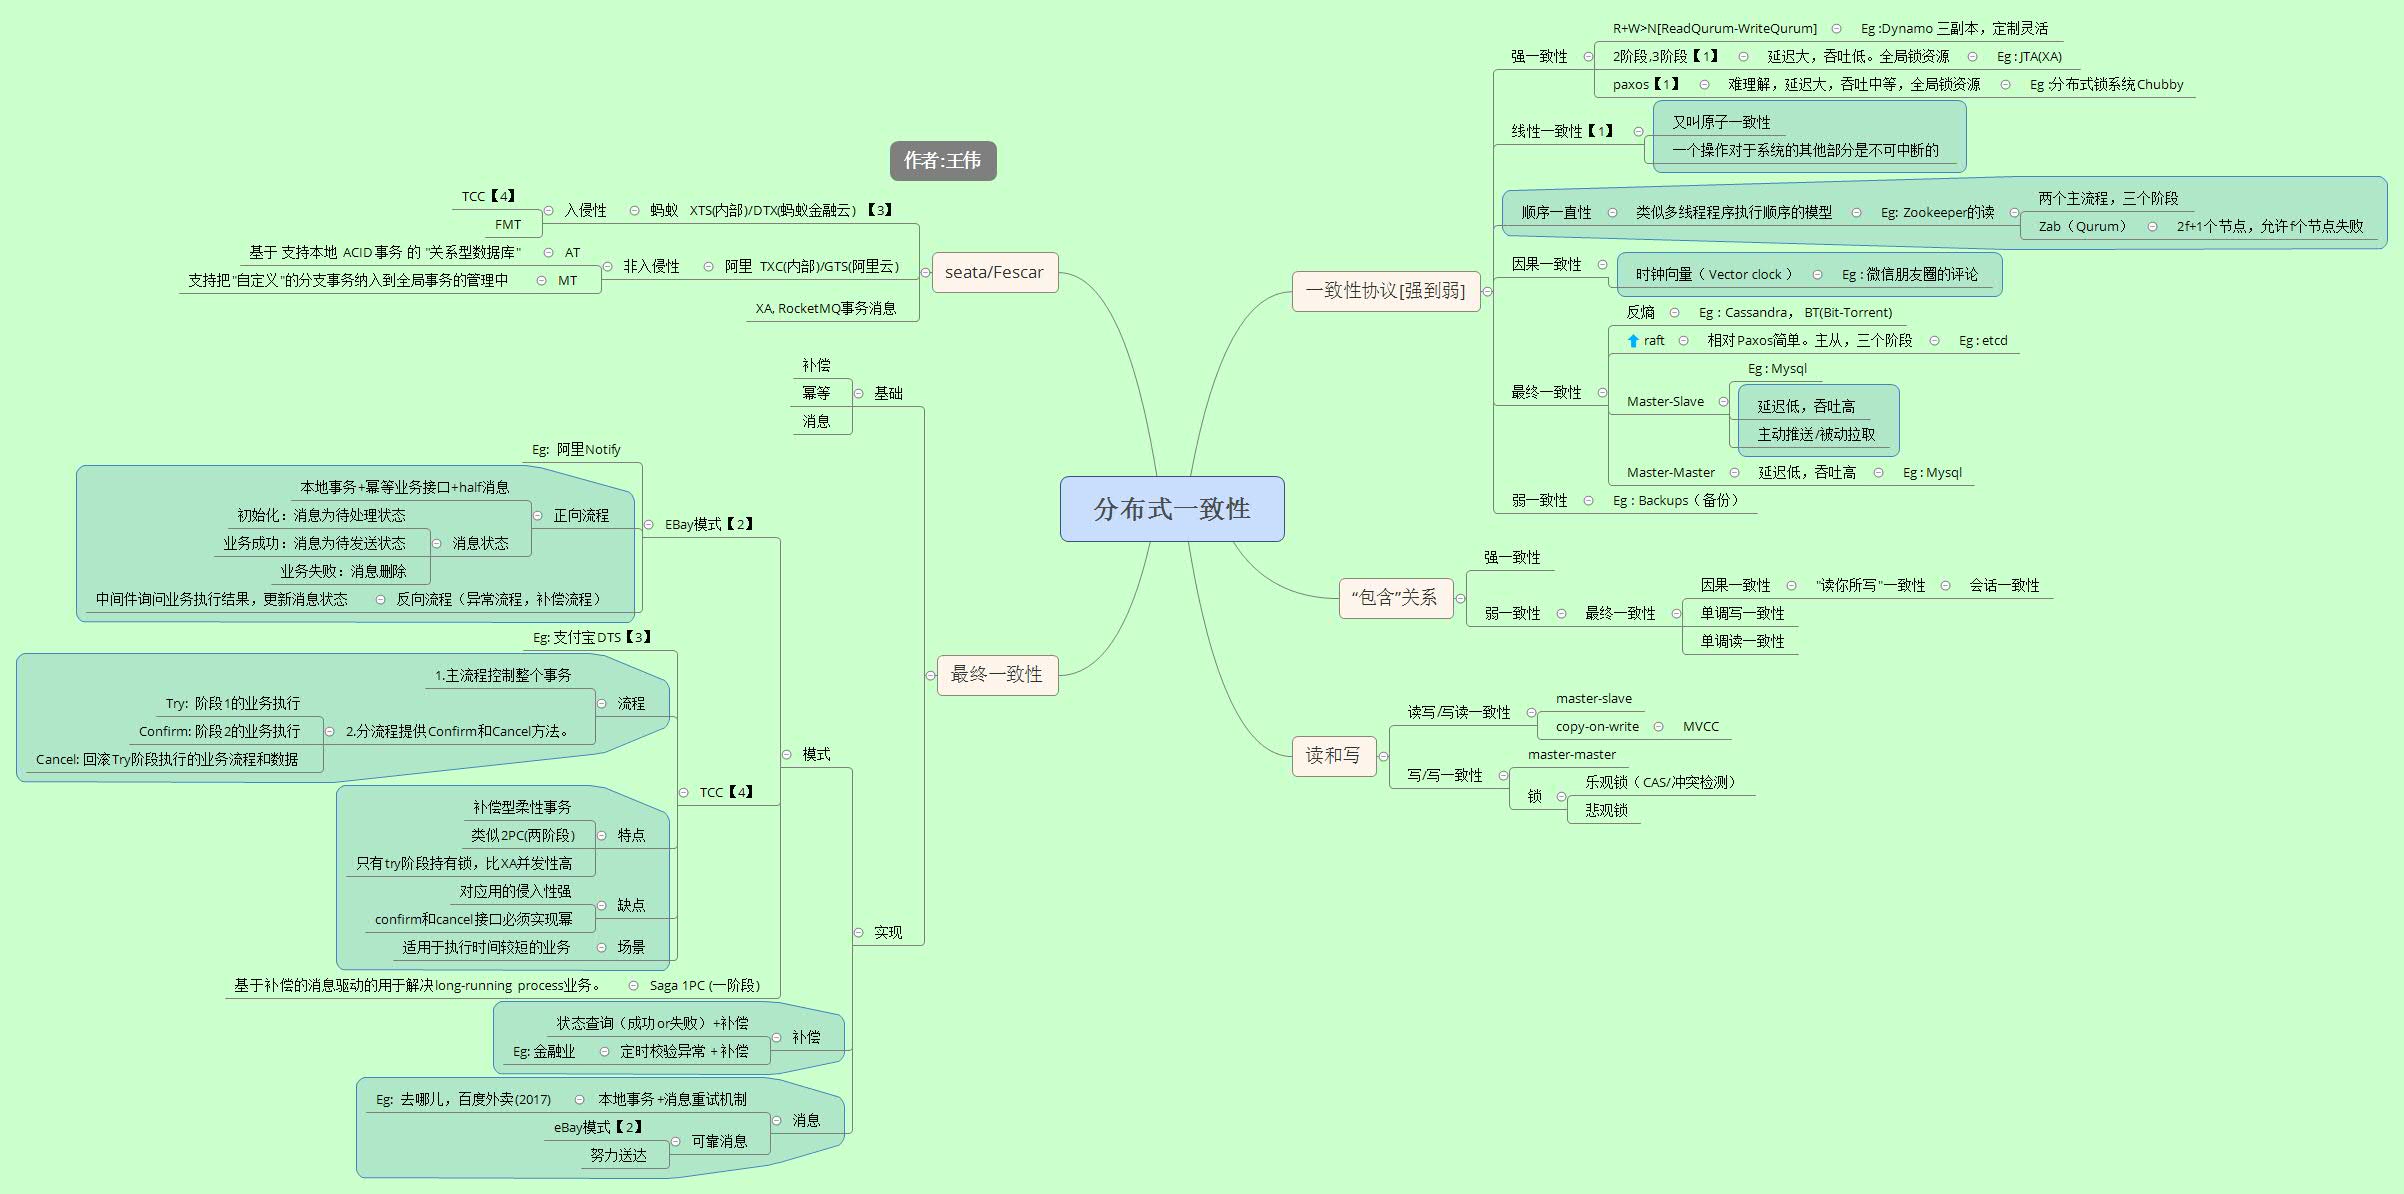 作者:王伟
分布式一致性
一致性协议[强到弱]
强一致性
R+W>N[ReadQurum-WriteQurum]
Eg :Dynamo 三副本，定制灵活
2阶段,3阶段【1】
延迟大，吞吐低。全局锁资源
Eg : JTA(XA)
paxos【1】
难理解，延迟大，吞吐中等，全局锁资源
Eg :分布式锁系统Chubby
线性一致性【1】
又叫原子一致性
一个操作对于系统的其他部分是不可中断的
顺序一直性
类似多线程程序执行顺序的模型
Eg: Zookeeper的读
两个主流程，三个阶段
Zab（Qurum）
2f+1个节点，允许f个节点失败
因果一致性
时钟向量（ Vector clock ）
Eg : 微信朋友圈的评论
最终一致性
反熵
Eg : Cassandra， BT(Bit-Torrent)
raft
相对Paxos简单。主从，三个阶段
Eg : etcd
Master-Slave
Eg : Mysql
延迟低，吞吐高
主动推送/被动拉取
Master-Master
延迟低，吞吐高
Eg : Mysql
弱一致性
Eg : Backups（备份）
“包含”关系
强一致性
弱一致性
最终一致性
因果一致性
"读你所写"一致性
会话一致性
单调写一致性
单调读一致性
读和写
读写/写读一致性
master-slave
copy-on-write
MVCC
写/写一致性
master-master
锁
乐观锁（ CAS/冲突检测）
悲观锁
seata/Fescar
蚂蚁 XTS(内部)/DTX(蚂蚁金融云) 【3】
入侵性
TCC【4】
FMT
阿里 TXC(内部)/GTS(阿里云)
非入侵性
AT
基于 支持本地 ACID 事务 的 "关系型数据库"
MT
支持把"自定义"的分支事务纳入到全局事务的管理中
XA, RocketMQ事务消息
最终一致性
基础
补偿
幂等
消息
实现
模式
EBay模式【2】
Eg: 阿里Notify
正向流程
本地事务+幂等业务接口+half消息
消息状态
初始化：消息为待处理状态
业务成功：消息为待发送状态
业务失败：消息删除
反向流程（异常流程，补偿流程）
中间件询问业务执行结果，更新消息状态
TCC【4】
Eg: 支付宝DTS【3】
流程
1.主流程控制整个事务
2.分流程提供Confirm和Cancel方法。
Try: 阶段1的业务执行
Confirm: 阶段2的业务执行
Cancel: 回滚Try阶段执行的业务流程和数据
特点
补偿型柔性事务
类似2PC(两阶段)
只有try阶段持有锁，比XA并发性高
缺点
对应用的侵入性强
confirm和cancel接口必须实现幂
场景
适用于执行时间较短的业务
Saga 1PC (一阶段)
基于补偿的消息驱动的用于解决long-running process业务。
补偿
状态查询（成功or失败）+补偿
定时校验异常 + 补偿
Eg: 金融业
消息
本地事务+消息重试机制
Eg: 去哪儿，百度外卖(2017)
可靠消息
eBay模式【2】
努力送达